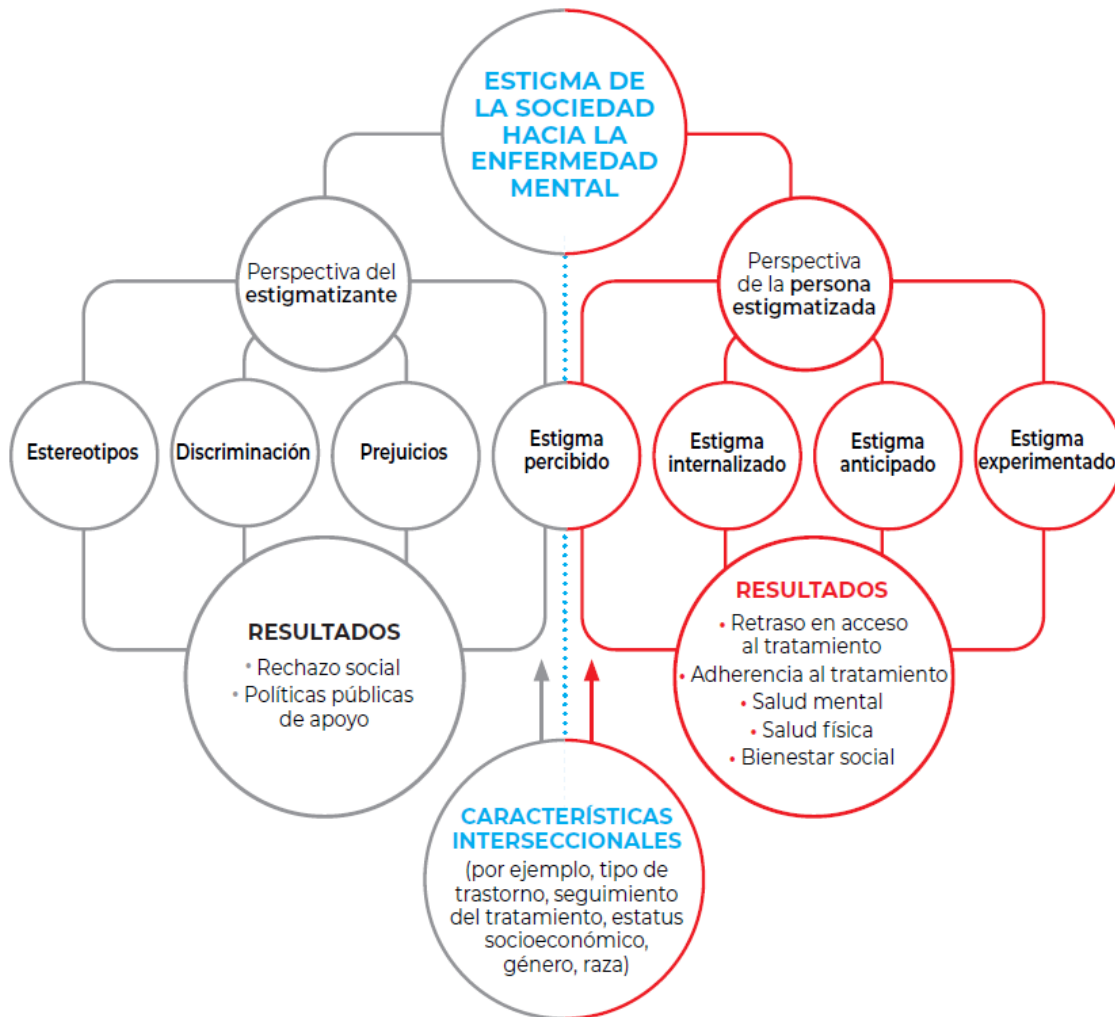 ESTIGMA DE
LA SOCIEDAD
HACIA LA
ENFERMEDAD
MENTAL
Perspectiva del
estigmatizante
Perspectiva
de la persona
estigmatizada
Estereotipos
Discriminación
Prejuicios
Estigma
percibido
Estigma
internalizado
Estigma
anticipado
Estigma
experimentado
RESULTADOS
• Rechazo social
• Políticas públicas
de apoyo
RESULTADOS
• Retraso en acceso
al tratamiento
• Adherencia al tratamiento
• Salud mental
• Salud física
• Bienestar social
CARACTERÍSTICAS
INTERSECCIONALES
(por ejemplo, tipo de
trastorno, seguimiento
del tratamiento, estatus
socioeconómico,
género, raza)